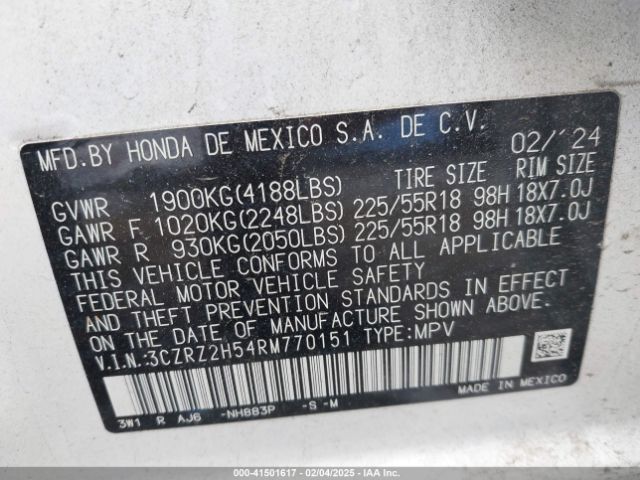 MFD.BY HONDA DE MEXICO S.A. DE C.V. 02/'24
TIRE SIZE RIM SIZE
GVWR 1900KG(4188LBS)
GAWR F 1020KG(2248LBS) 225/55R18 98H 18X7.0J
GAWR R 930KG(2050LBS) 225/55R18 98H 18X7.0J
THIS VEHICLE CONFORMS TO ALL APPLICABLE
FEDERAL MOTOR VEHICLE SAFETY
AND THEFT PREVENTION STANDARDS IN EFFECT
ON THE DATE OF MANUFACTURE SHOWN ABOVE.
V.I.N.:3CZRZ2H54RM770151 TYPE:MPV
MADE IN MEXICO
3W1 R AJ6 -NH883P -S -M
000-41501617 - 02/04/2025 - IAA Inc.